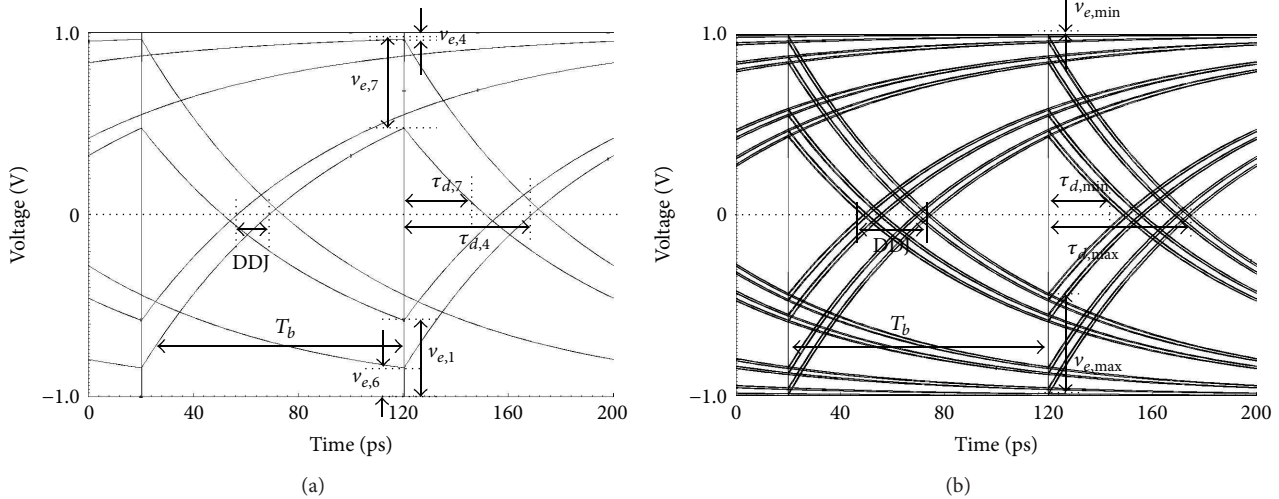 1.0
0
−1.0
Voltage (V)
0
40
80
120
160
200
Time (ps)
v_{e,4}
v_{e,7}
τ_{d,7}
τ_{d,4}
DDJ
T_b
v_{e,1}
v_{e,6}
(a)
1.0
0
−1.0
Voltage (V)
0
40
80
120
160
200
Time (ps)
v_{e,min}
τ_{d,min}
τ_{d,max}
DDJ
T_b
v_{e,max}
(b)